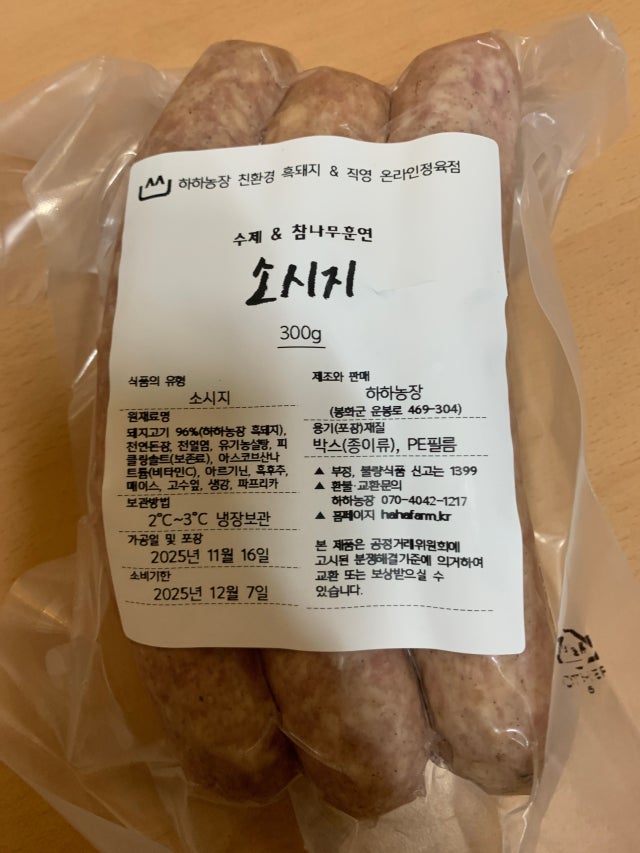 하하농장 친환경 흑돼지 & 직영 온라인정육점
수제 & 참나무훈연
소시지
300g
식품의 유형
소시지
원재료명
돼지고기 96%(하하농장 흑돼지),
천연돈장, 천일염, 유기농설탕, 피
클링솔트(보존료), 아스코브산나
트륨(비타민C), 아르기닌, 흑후추,
메이스, 고수잎, 생강, 파프리카
보관방법
2℃~3℃ 냉장보관
가공일 및 포장
2025년 11월 16일
소비기한
2025년 12월 7일
제조와 판매
하하농장
(봉화군 운봉로 469-304)
용기(포장)재질
박스(종이류), PE필름
▲ 부정, 불량식품 신고는 1399
▲ 환불·교환문의
하하농장 070-4042-1217
▲ 홈페이지 hahafarm.kr
본 제품은 공정거래위원회에
고시된 분쟁해결기준에 의거하여
교환 또는 보상받으실 수
있습니다.